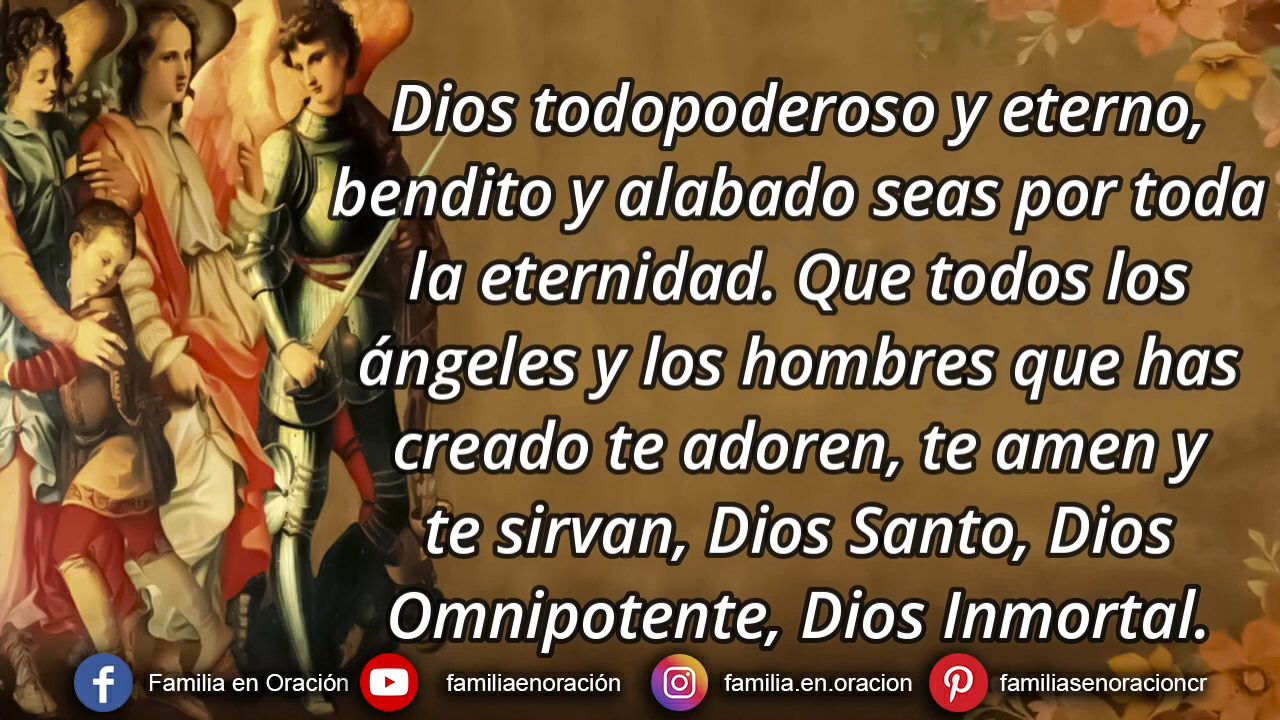 Dios todopoderoso y eterno,
bendito y alabado seas por toda
la eternidad. Que todos los
ángeles y los hombres que has
creado te adoren, te amen y
te sirvan, Dios Santo, Dios
Omnipotente, Dios Inmortal.
Familia en Oración familiaenoración familia.en.oracion familiasenoracioncr